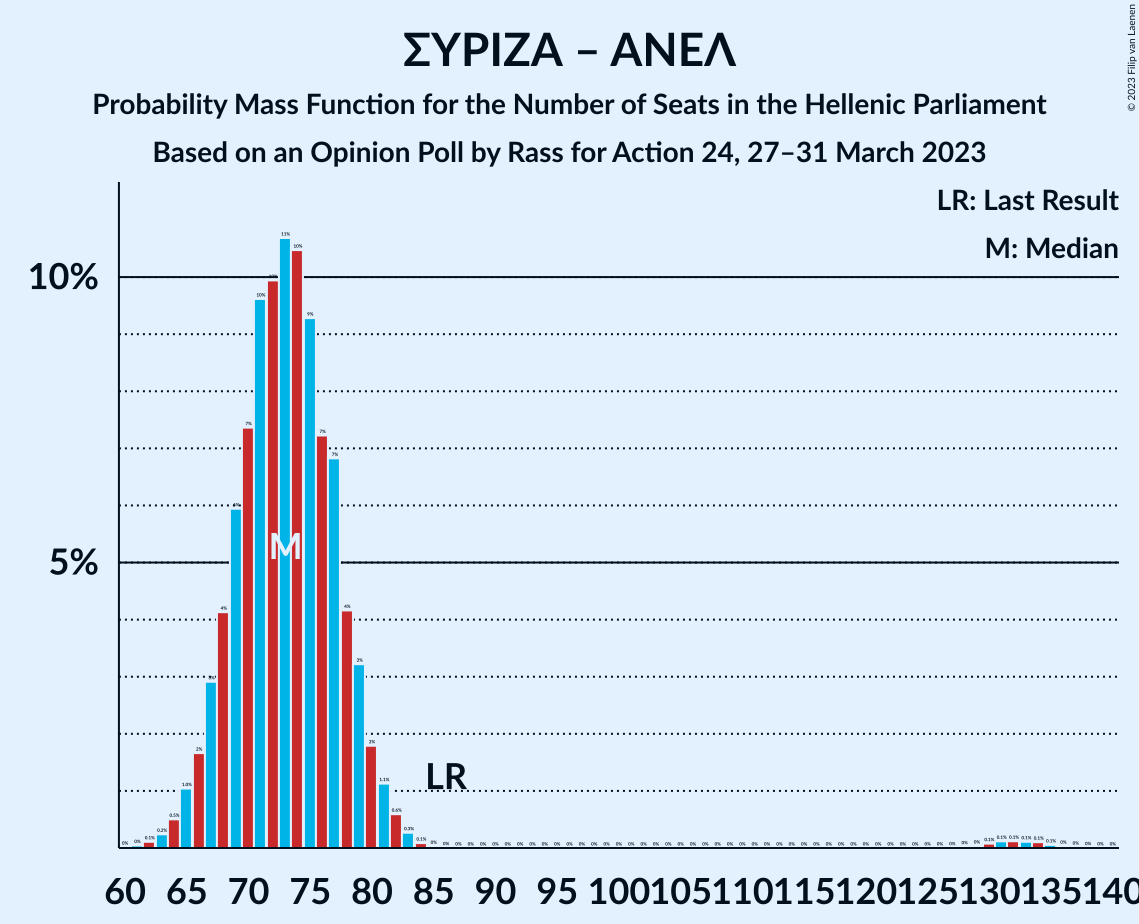 ΣΥΡΙΖΑ – ΑΝΕΛ
Probability Mass Function for the Number of Seats in the Hellenic Parliament
Based on an Opinion Poll by Rass for Action 24, 27–31 March 2023
© 2023 Filip van Laenen
LR: Last Result
M: Median
10%
5%
M
LR
60 65 70 75 80 85 90 95 100 105 110 115 120 125 130 135 140